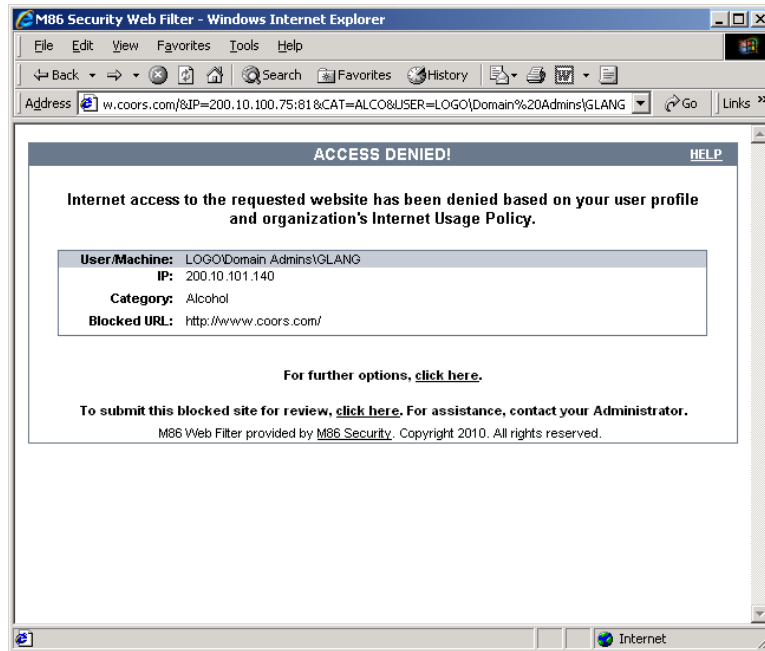 M86 Security Web Filter - Windows Internet Explorer
File Edit View Favorites Tools Help
Back Search Favorites History
Address w.coors.com/&IP=200.10.100.75:81&CAT=ALCO&USER=LOGO\Domain%20Admins\GLANG Go Links »
ACCESS DENIED! HELP
Internet access to the requested website has been denied based on your user profile
and organization's Internet Usage Policy.
User/Machine: LOGO\Domain Admins\GLANG
IP: 200.10.101.140
Category: Alcohol
Blocked URL: http://www.coors.com/
For further options, click here.
To submit this blocked site for review, click here. For assistance, contact your Administrator.
M86 Web Filter provided by M86 Security. Copyright 2010. All rights reserved.
Internet